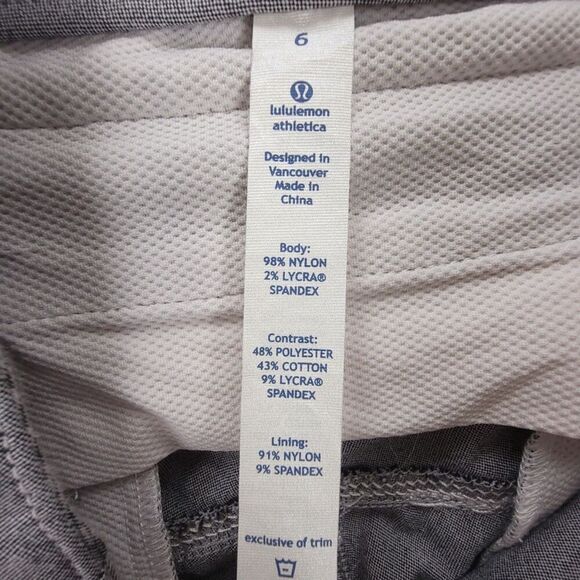 6
lululemon
athletica
Designed in
Vancouver
Made in
China
Body:
98% NYLON
2% LYCRA®
SPANDEX
Contrast:
48% POLYESTER
43% COTTON
9% LYCRA®
SPANDEX
Lining:
91% NYLON
9% SPANDEX
exclusive of trim